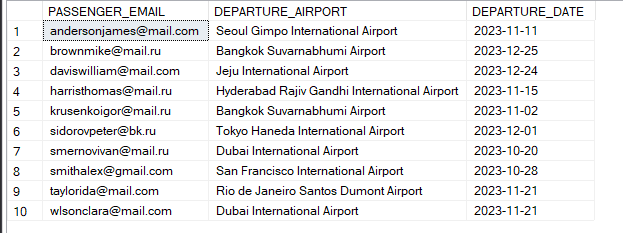 PASSENGER_EMAIL DEPARTURE_AIRPORT DEPARTURE_DATE
1 andersonjames@mail.com Seoul Gimpo International Airport 2023-11-11
2 brownmike@mail.ru Bangkok Suvarnabhumi Airport 2023-12-25
3 daviswilliam@mail.com Jeju International Airport 2023-12-24
4 harristhomas@mail.ru Hyderabad Rajiv Gandhi International Airport 2023-11-15
5 krusenkoigor@mail.ru Bangkok Suvarnabhumi Airport 2023-11-02
6 sidorovpeter@bk.ru Tokyo Haneda International Airport 2023-12-01
7 smernovivan@mail.ru Dubai International Airport 2023-10-20
8 smithalex@gmail.com San Francisco International Airport 2023-10-28
9 taylorida@mail.com Rio de Janeiro Santos Dumont Airport 2023-11-21
10 wlsonclara@mail.com Dubai International Airport 2023-11-21